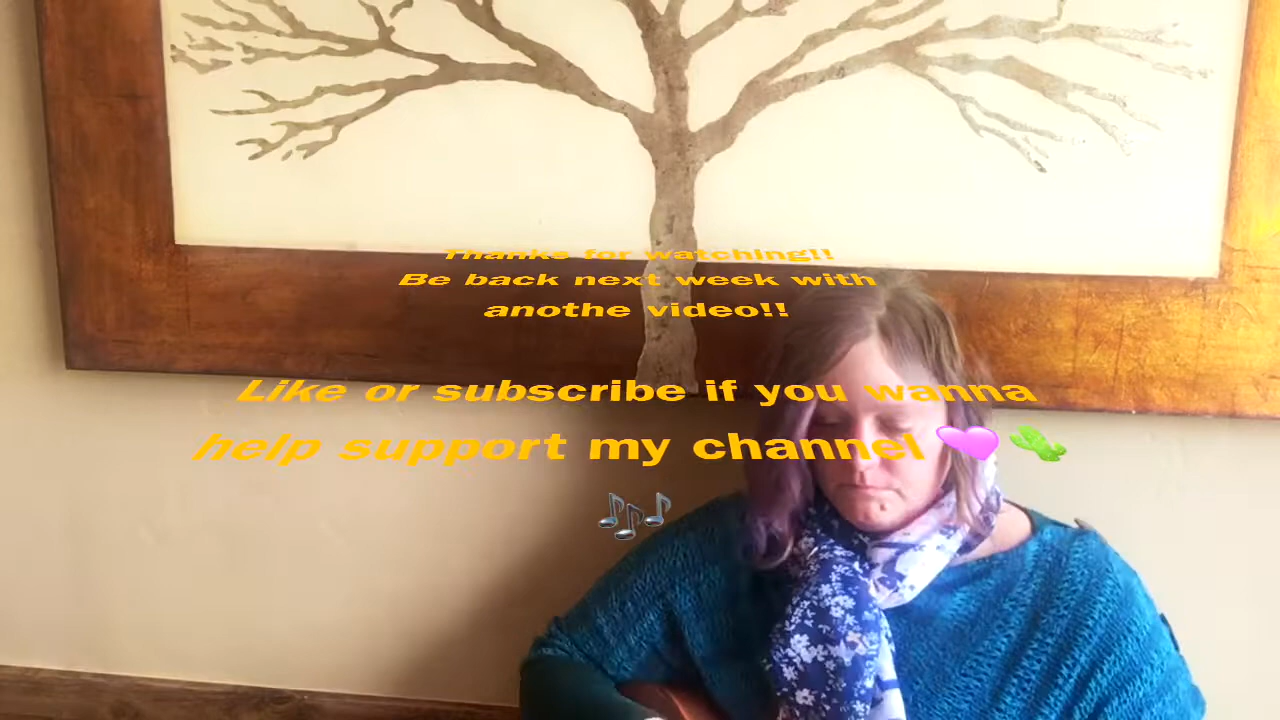 Thanks for watching!!
Be back next week with
anothe video!!
Like or subscribe if you wanna
help support my channel 🩷 🌵
🎶